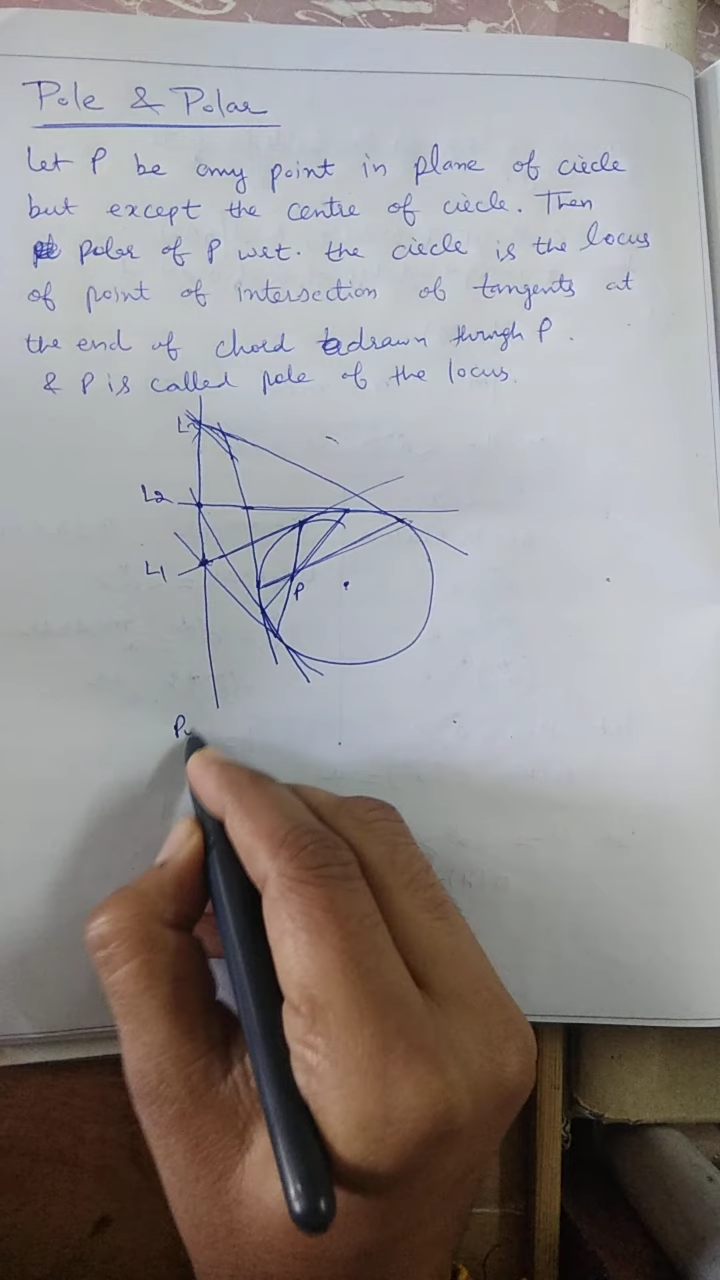 Pole & Polar
Let P be any point in plane of circle
but except the centre of circle. Then
polar of P wrt. the circle is the locus
of point of intersection of tangents at
the end of chord drawn through P.
& P is called pole of the locus.
L3
L2
L1
P
Po